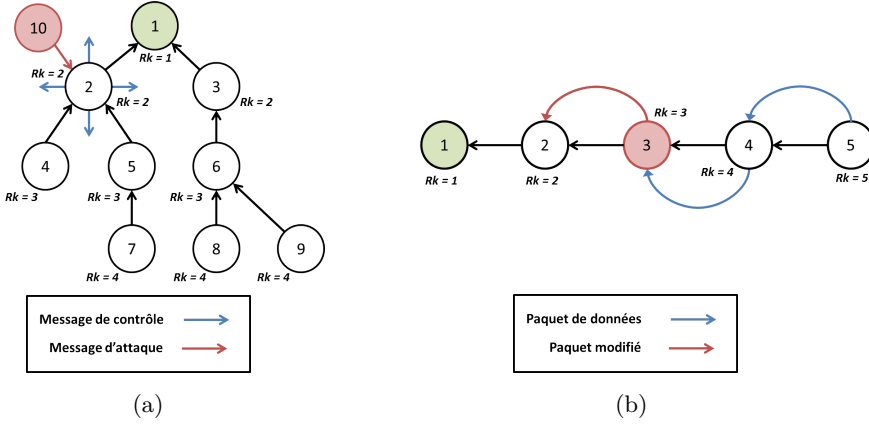 10
1
Rk = 1
Rk = 2
2
Rk = 2
3
Rk = 2
4
Rk = 3
5
Rk = 3
6
Rk = 3
7
Rk = 4
8
Rk = 4
9
Rk = 4
Message de contrôle
Message d'attaque
(a)
1
Rk = 1
2
Rk = 2
3
Rk = 3
4
Rk = 4
5
Rk = 5
Paquet de données
Paquet modifié
(b)